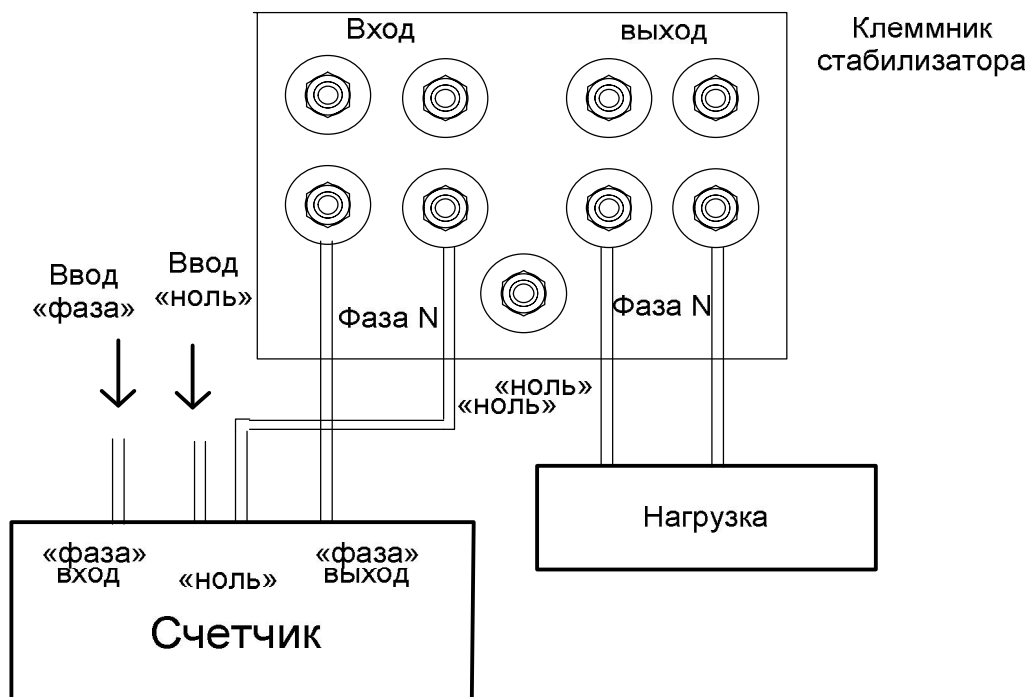 Вход
выход
Клеммник
стабилизатора
Ввод
«фаза»
Ввод
«ноль»
Фаза N
Фаза N
«ноль»
«ноль»
Нагрузка
«фаза»
вход
«ноль»
«фаза»
выход
Счетчик